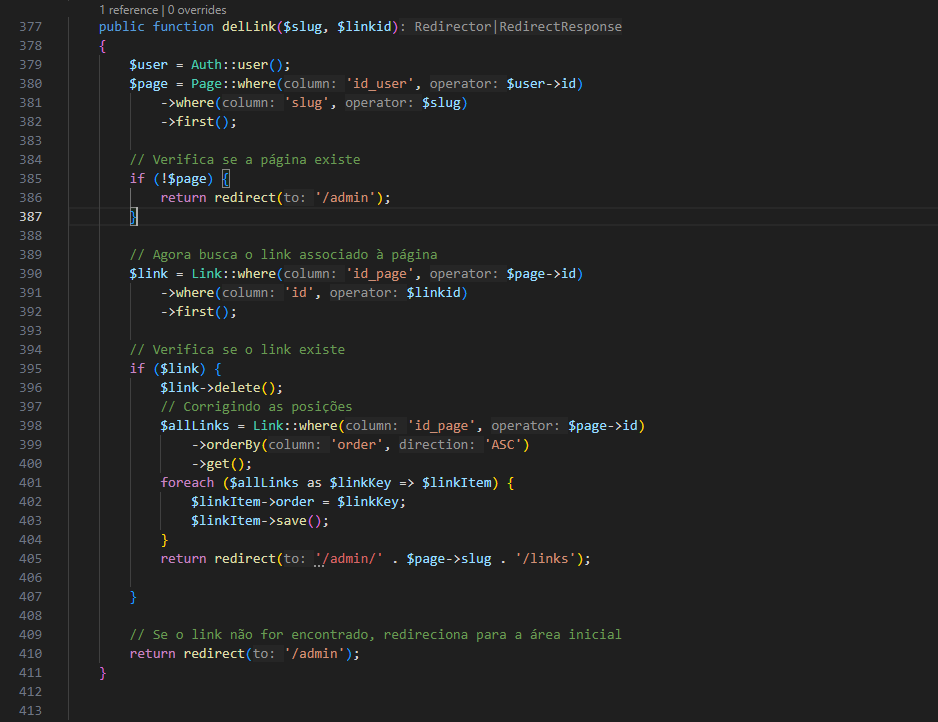 1 reference | 0 overrides
377 public function delLink($slug, $linkid): Redirector|RedirectResponse
378 {
379 $user = Auth::user();
380 $page = Page::where(column: 'id_user', operator: $user->id)
381 ->where(column: 'slug', operator: $slug)
382 ->first();
383
384 // Verifica se a página existe
385 if (!$page) {
386 return redirect(to: '/admin');
387 }
388
389 // Agora busca o link associado à página
390 $link = Link::where(column: 'id_page', operator: $page->id)
391 ->where(column: 'id', operator: $linkid)
392 ->first();
393
394 // Verifica se o link existe
395 if ($link) {
396 $link->delete();
397 // Corrigindo as posições
398 $allLinks = Link::where(column: 'id_page', operator: $page->id)
399 ->orderBy(column: 'order', direction: 'ASC')
400 ->get();
401 foreach ($allLinks as $linkKey => $linkItem) {
402 $linkItem->order = $linkKey;
403 $linkItem->save();
404 }
405 return redirect(to: '/admin/' . $page->slug . '/links');
406
407 }
408
409 // Se o link não for encontrado, redireciona para a área inicial
410 return redirect(to: '/admin');
411 }
412
413